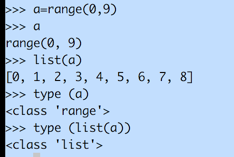 >>> a=range(0,9)
>>> a
range(0, 9)
>>> list(a)
[0, 1, 2, 3, 4, 5, 6, 7, 8]
>>> type (a)
<class 'range'>
>>> type (list(a))
<class 'list'>